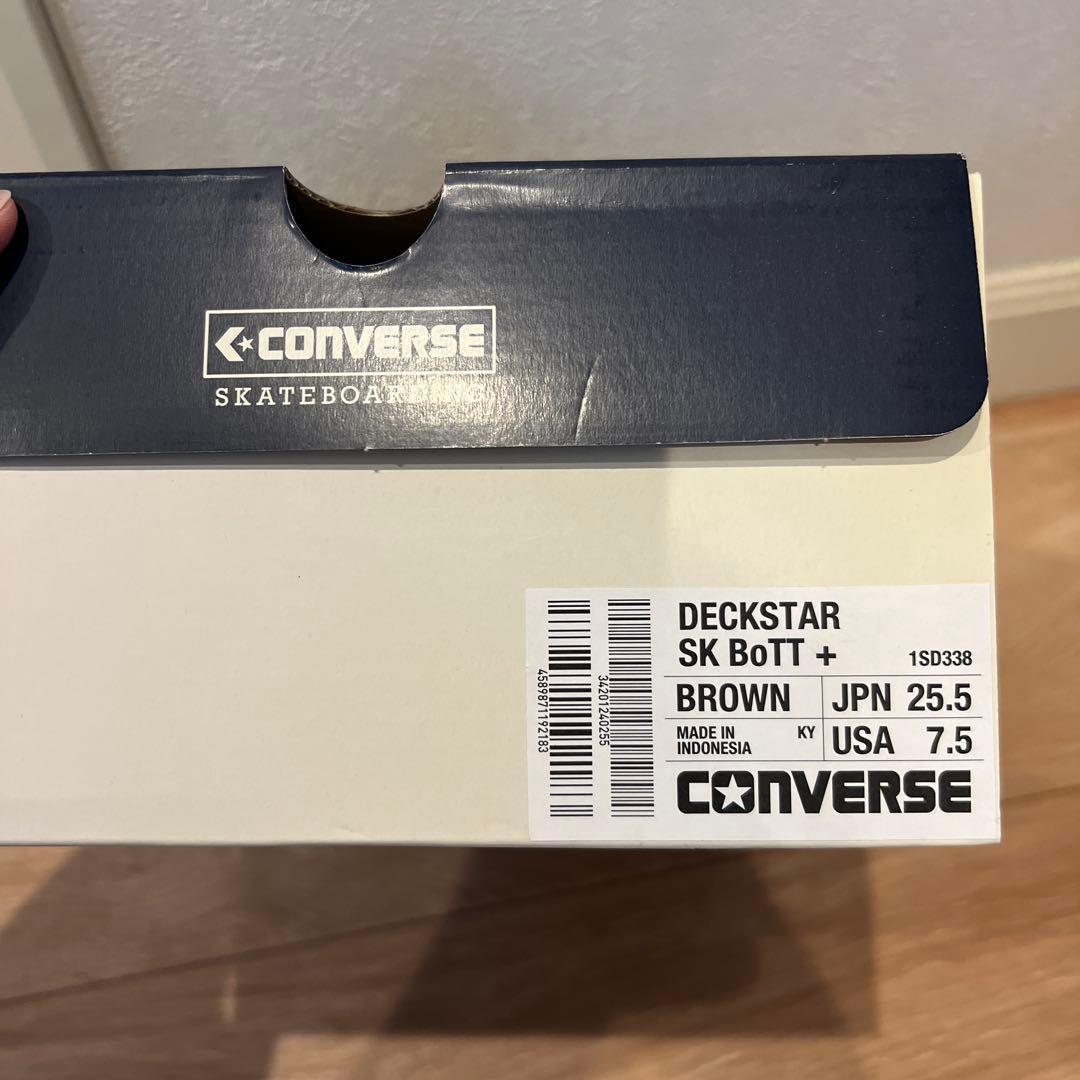 CONVERSE
SKATEBOARDING
DECKSTAR
SK BoTT +
1SD338
BROWN
JPN 25.5
MADE IN
INDONESIA
KY
USA 7.5
CONVERSE
4589871192183
34201240255